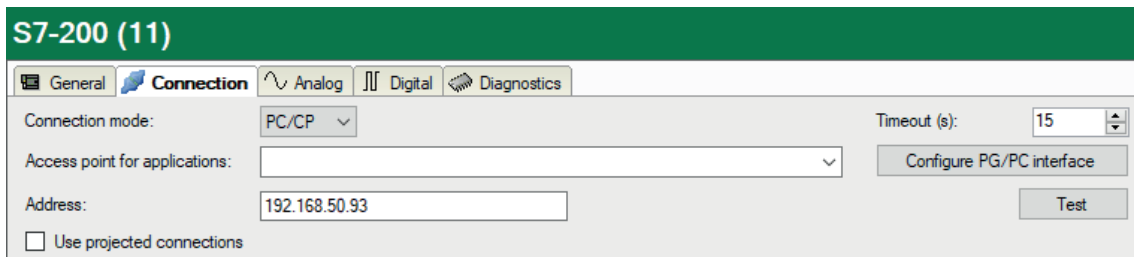 S7-200 (11)
General Connection Analog Digital Diagnostics
Connection mode: PC/CP Timeout (s): 15
Access point for applications: Configure PG/PC interface
Address: 192.168.50.93 Test
Use projected connections